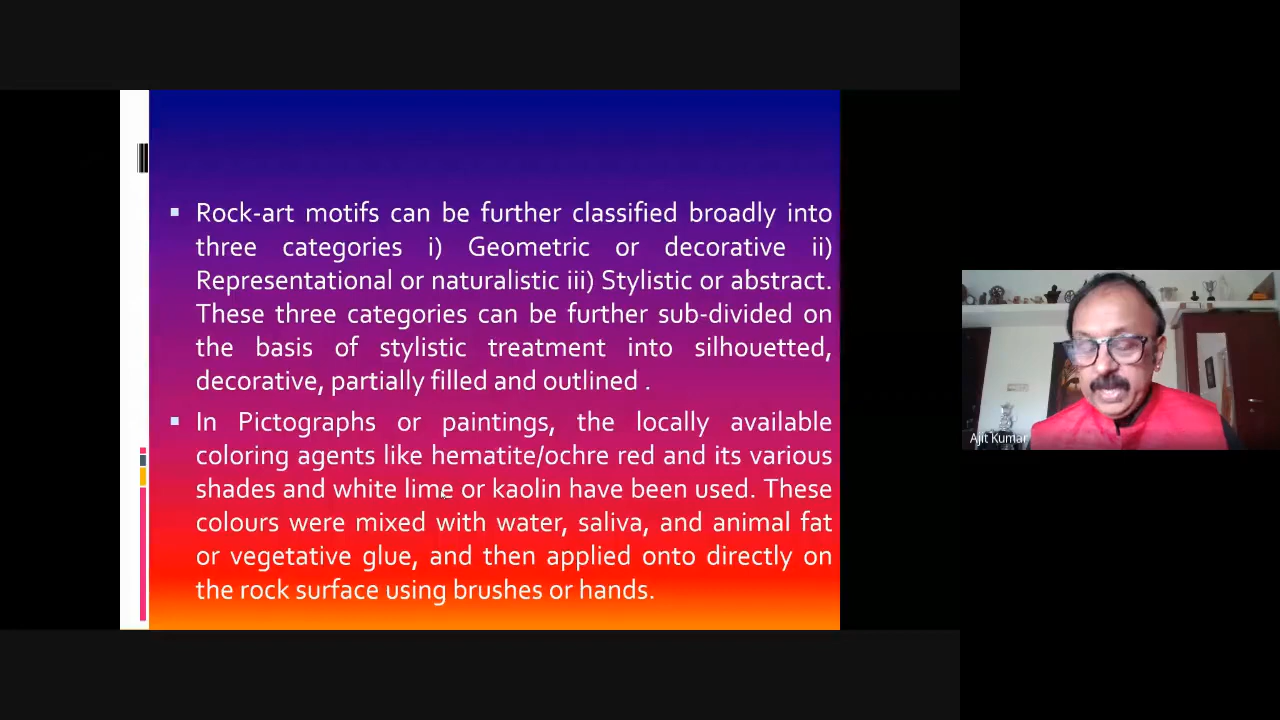 Rock-art motifs can be further classified broadly into
three categories i) Geometric or decorative ii)
Representational or naturalistic iii) Stylistic or abstract.
These three categories can be further sub-divided on
the basis of stylistic treatment into silhouetted,
decorative, partially filled and outlined .
In Pictographs or paintings, the locally available
coloring agents like hematite/ochre red and its various
shades and white lime or kaolin have been used. These
colours were mixed with water, saliva, and animal fat
or vegetative glue, and then applied onto directly on
the rock surface using brushes or hands.
Ajit Kumar